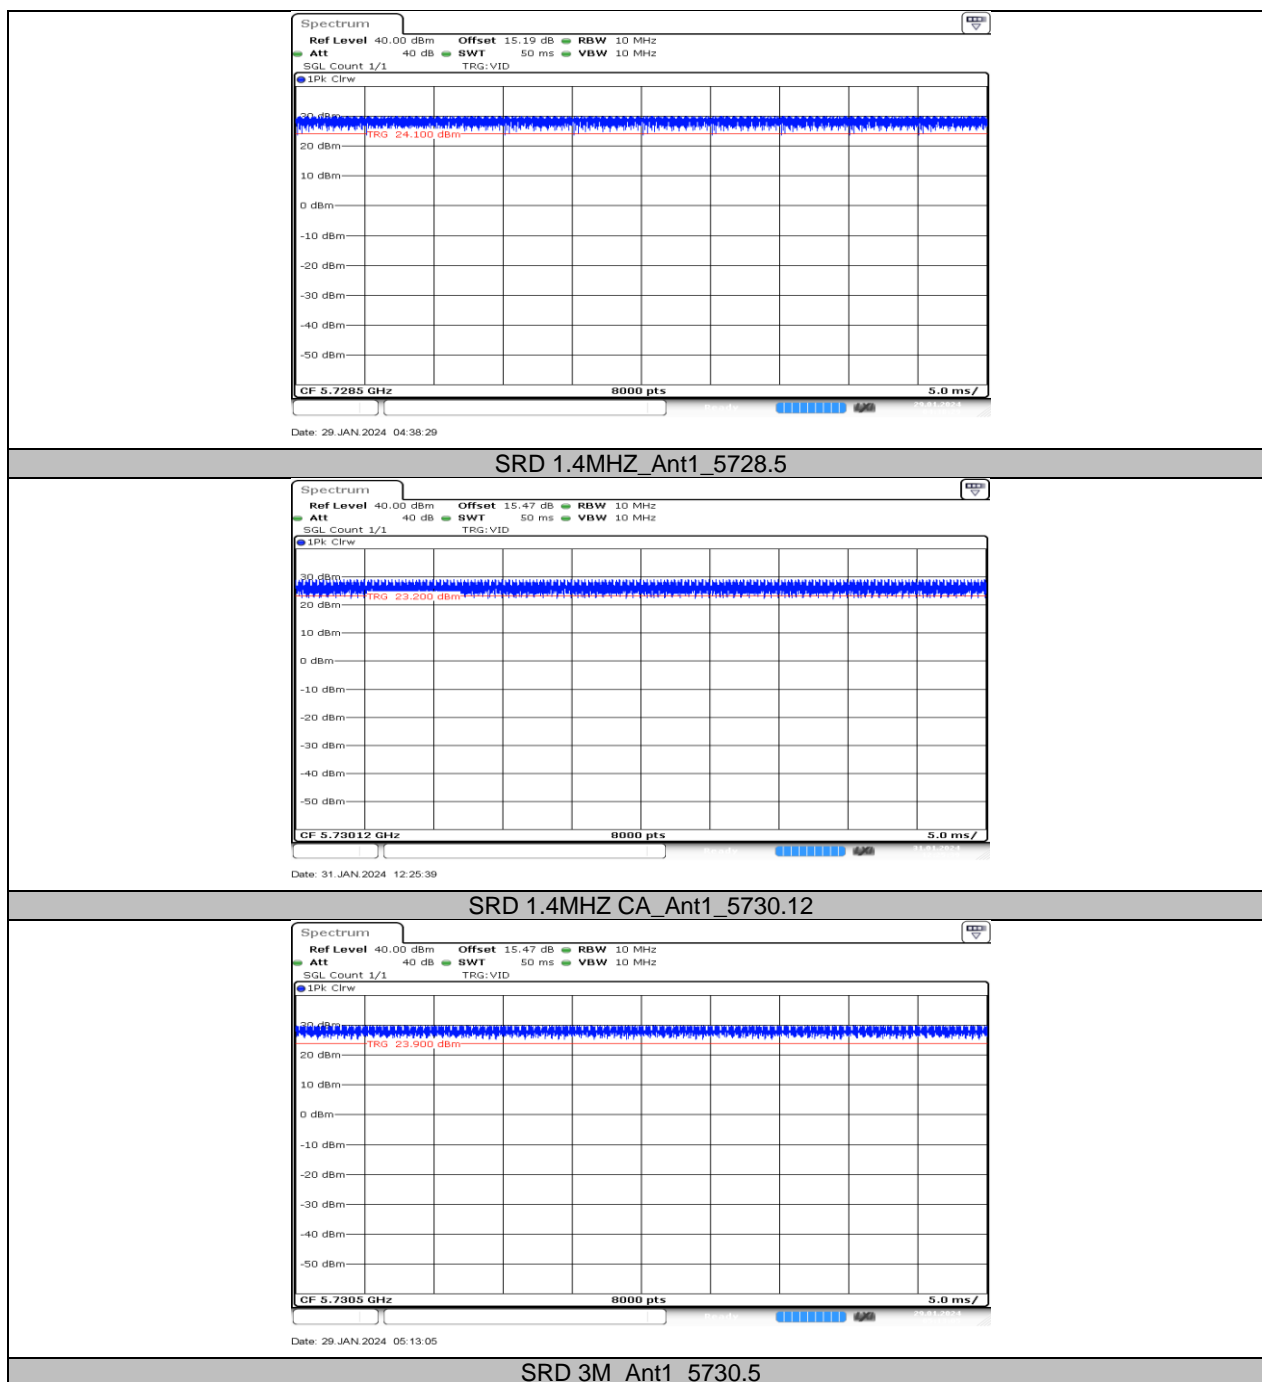 Spectrum
Ref Level 40.00 dBm Offset 15.19 dB RBW 10 MHz
Att 40 dB SWT 50 ms VBW 10 MHz
SGL Count 1/1 TRG:VID
1Pk Clrw
30 dBm
TRG 24.100 dBm
20 dBm
10 dBm
0 dBm
-10 dBm
-20 dBm
-30 dBm
-40 dBm
-50 dBm
CF 5.7285 GHz 8000 pts 5.0 ms/
Date: 29.JAN.2024 04:38:29
SRD 1.4MHZ_Ant1_5728.5
Spectrum
Ref Level 40.00 dBm Offset 15.47 dB RBW 10 MHz
Att 40 dB SWT 50 ms VBW 10 MHz
SGL Count 1/1 TRG:VID
1Pk Clrw
30 dBm
TRG 23.200 dBm
20 dBm
10 dBm
0 dBm
-10 dBm
-20 dBm
-30 dBm
-40 dBm
-50 dBm
CF 5.73012 GHz 8000 pts 5.0 ms/
Date: 31.JAN.2024 12:25:39
SRD 1.4MHZ CA_Ant1_5730.12
Spectrum
Ref Level 40.00 dBm Offset 15.47 dB RBW 10 MHz
Att 40 dB SWT 50 ms VBW 10 MHz
SGL Count 1/1 TRG:VID
1Pk Clrw
30 dBm
TRG 23.900 dBm
20 dBm
10 dBm
0 dBm
-10 dBm
-20 dBm
-30 dBm
-40 dBm
-50 dBm
CF 5.7305 GHz 8000 pts 5.0 ms/
Date: 29.JAN.2024 05:13:05
SRD 3M_Ant1_5730.5